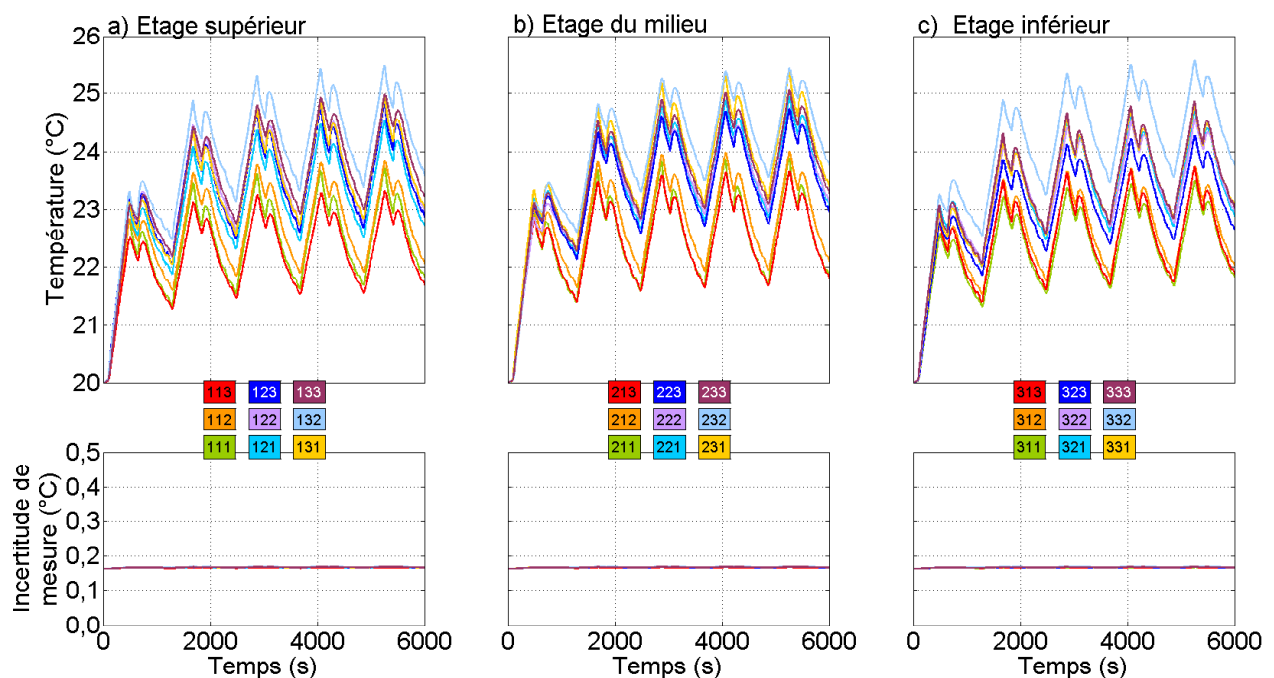 a) Etage supérieur
b) Etage du milieu
c) Etage inférieur
Température (°C)
26
25
24
23
22
21
20
113 123 133
112 122 132
111 121 131
213 223 233
212 222 232
211 221 231
313 323 333
312 322 332
311 321 331
Incertitude de
mesure (°C)
0,5
0,4
0,3
0,2
0,1
0,0
0 2000 4000 6000
Temps (s)
0 2000 4000 6000
Temps (s)
0 2000 4000 6000
Temps (s)